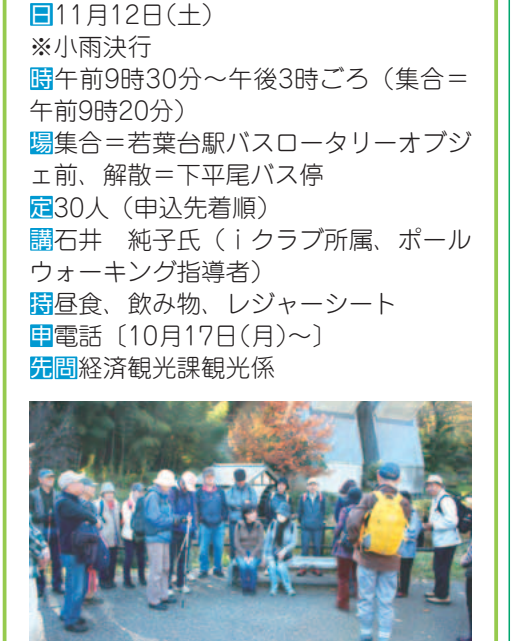 日11月12日(土)
※小雨決行
時午前9時30分～午後3時ごろ（集合＝
午前9時20分）
場集合＝若葉台駅バスロータリーオブジ
ェ前、解散＝下平尾バス停
定30人（申込先着順）
講石井　純子氏（ｉクラブ所属、ポール
ウォーキング指導者）
持昼食、飲み物、レジャーシート
申電話〔10月17日(月)～〕
先問経済観光課観光係